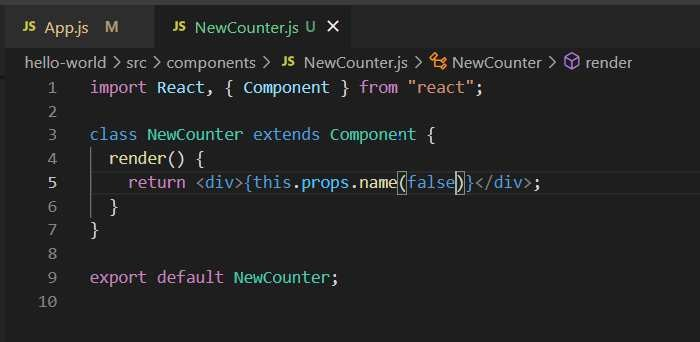 JS App.js M JS NewCounter.js U ×
hello-world > src > components > JS NewCounter.js > NewCounter > render
1 import React, { Component } from "react";
2
3 class NewCounter extends Component {
4   render() {
5     return <div>{this.props.name(false)}</div>;
6   }
7 }
8
9 export default NewCounter;
10